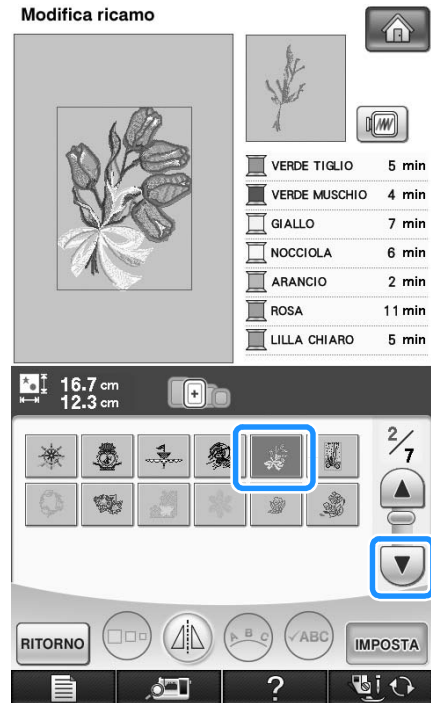 Modifica ricamo
VERDE TIGLIO 5 min
VERDE MUSCHIO 4 min
GIALLO 7 min
NOCCIOLA 6 min
ARANCIO 2 min
ROSA 11 min
LILLA CHIARO 5 min
16.7 cm
12.3 cm
2/7
RITORNO
A B C
ABC
IMPOSTA
?